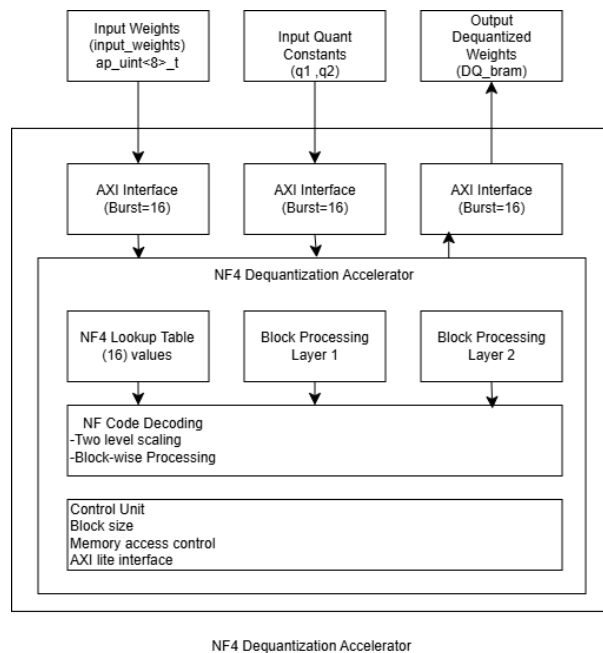 Input Weights
(input_weights)
ap_uint<8>_t
Input Quant
Constants
(q1 ,q2)
Output
Dequantized
Weights
(DQ_bram)
AXI Interface
(Burst=16)
AXI Interface
(Burst=16)
AXI Interface
(Burst=16)
NF4 Dequantization Accelerator
NF4 Lookup Table
(16) values
Block Processing
Layer 1
Block Processing
Layer 2
NF Code Decoding
-Two level scaling
-Block-wise Processing
Control Unit
Block size
Memory access control
AXI lite interface
NF4 Dequantization Accelerator